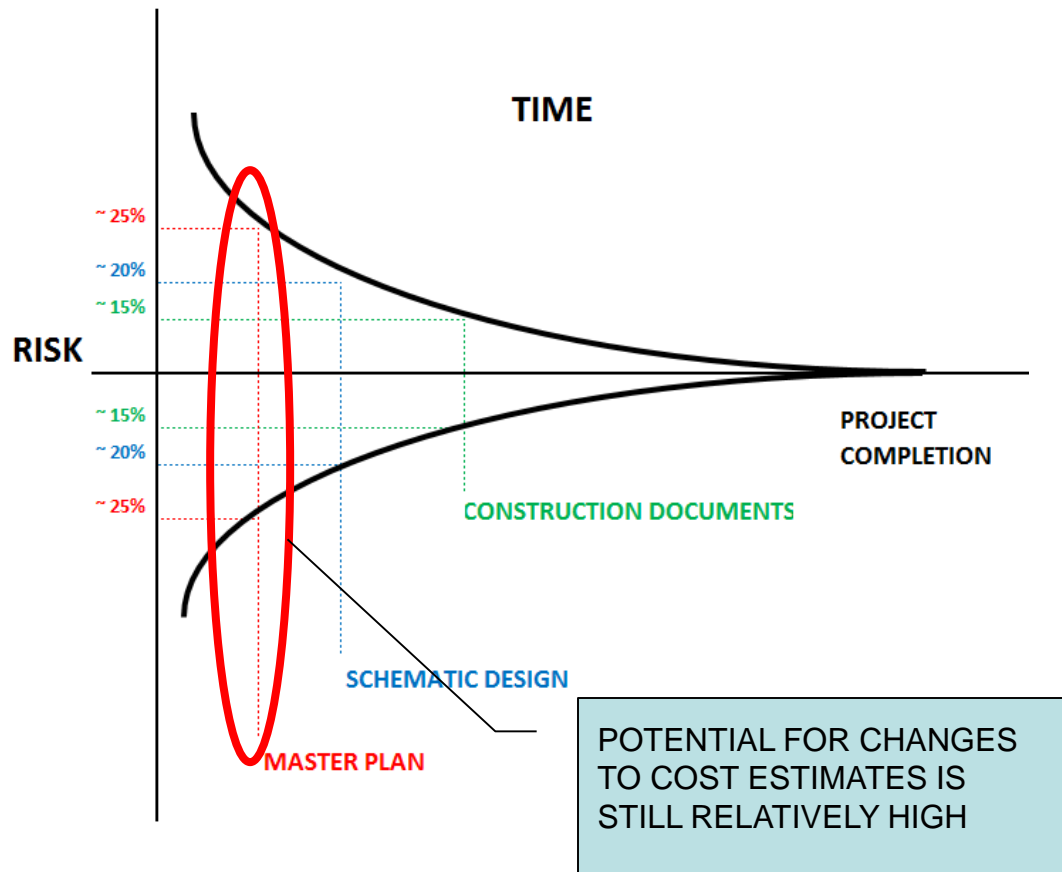 TIME
~ 25%
~ 20%
~ 15%
RISK
~ 15%
~ 20%
~ 25%
PROJECT
COMPLETION
CONSTRUCTION DOCUMENTS
SCHEMATIC DESIGN
MASTER PLAN
POTENTIAL FOR CHANGES
TO COST ESTIMATES IS
STILL RELATIVELY HIGH